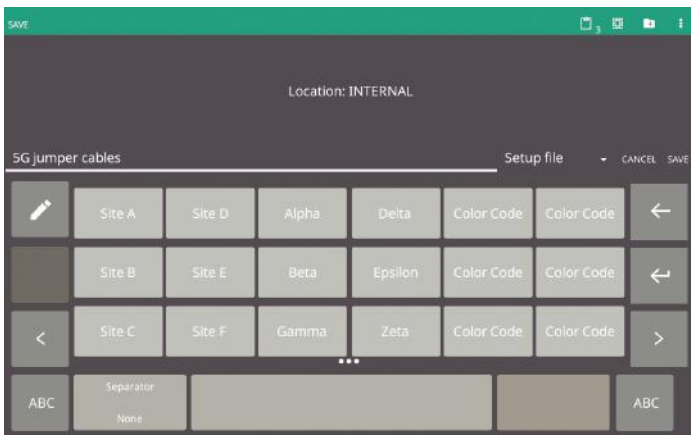 SAVE 3
Location: INTERNAL
5G jumper cables Setup file CANCEL SAVE
Site A Site D Alpha Delta Color Code Color Code
Site B Site E Beta Epsilon Color Code Color Code
Site C Site F Gamma Zeta Color Code Color Code
ABC Separator ABC
None